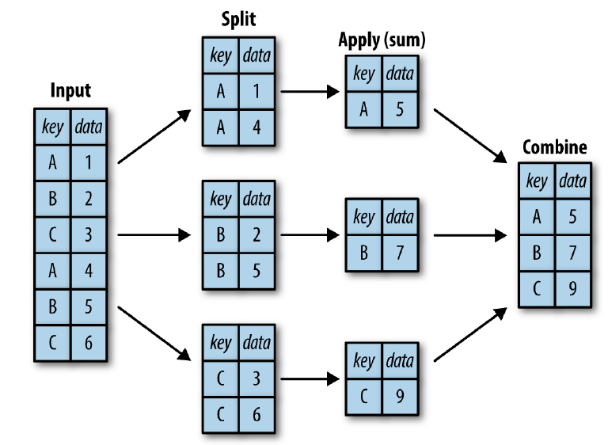 Input
key data
A 1
B 2
C 3
A 4
B 5
C 6
Split
key data
A 1
A 4
key data
B 2
B 5
key data
C 3
C 6
Apply (sum)
key data
A 5
key data
B 7
key data
C 9
Combine
key data
A 5
B 7
C 9